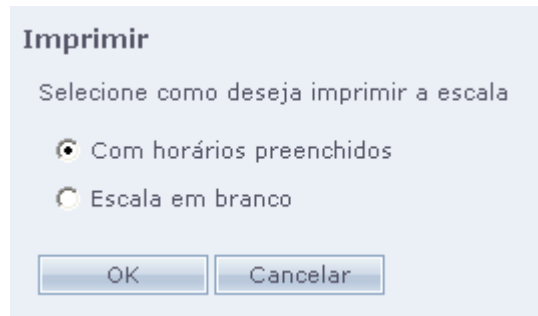 Imprimir
Selecione como deseja imprimir a escala
Com horários preenchidos
Escala em branco
OK Cancelar